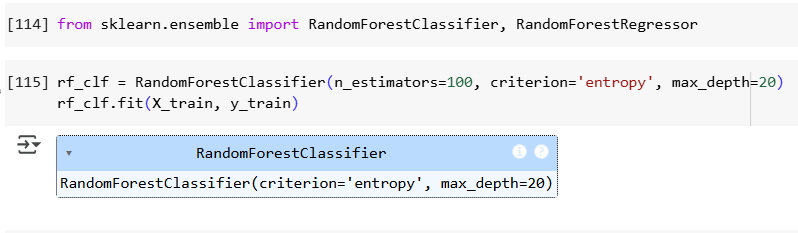 [114] from sklearn.ensemble import RandomForestClassifier, RandomForestRegressor
[115] rf_clf = RandomForestClassifier(n_estimators=100, criterion='entropy', max_depth=20)
rf_clf.fit(X_train, y_train)
RandomForestClassifier
i ?
RandomForestClassifier(criterion='entropy', max_depth=20)